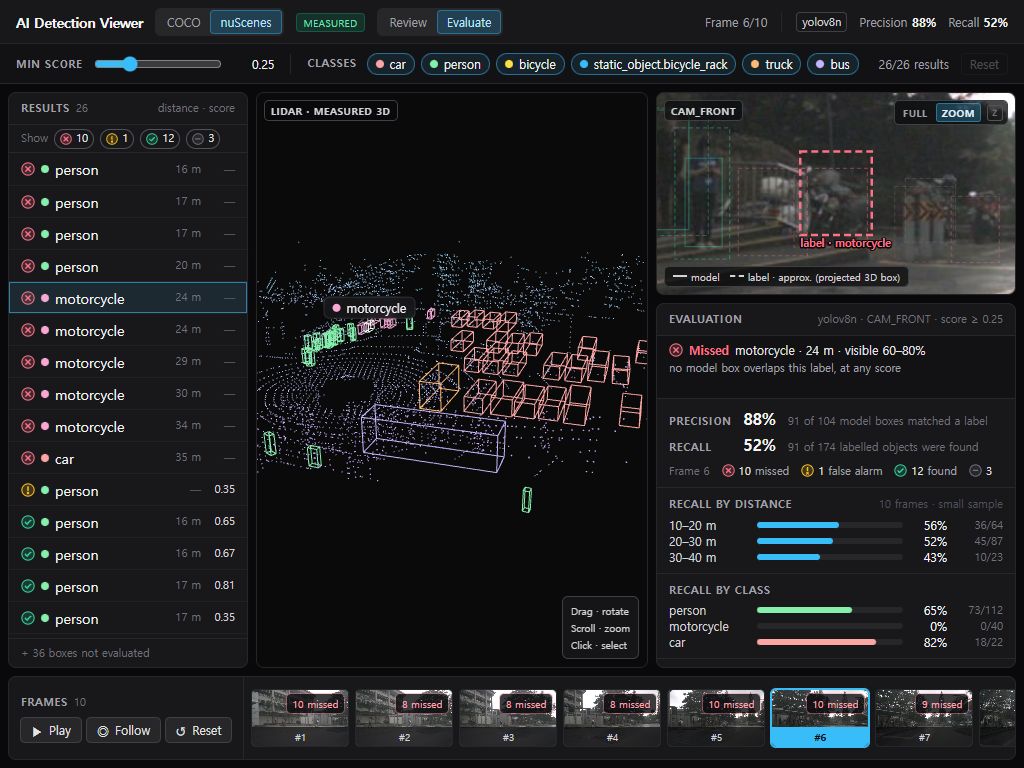 AI Detection Viewer COCO nuScenes MEASURED Review Evaluate Frame 6/10 yolov8n Precision 88% Recall 52%
MIN SCORE 0.25 CLASSES car person bicycle static_object.bicycle_rack truck bus 26/26 results Reset
RESULTS 26 distance · score
Show 10 1 12 3
person 16 m —
person 17 m —
person 17 m —
person 20 m —
motorcycle 24 m —
motorcycle 24 m —
motorcycle 29 m —
motorcycle 30 m —
motorcycle 34 m —
car 35 m —
person — 0.35
person 16 m 0.65
person 16 m 0.67
person 17 m 0.81
person 17 m 0.35
+ 36 boxes not evaluated
LIDAR · MEASURED 3D
motorcycle
Drag · rotate
Scroll · zoom
Click · select
CAM_FRONT FULL ZOOM Z
label · motorcycle
model label · approx. (projected 3D box)
EVALUATION yolov8n · CAM_FRONT · score ≥ 0.25
Missed motorcycle · 24 m · visible 60–80%
no model box overlaps this label, at any score
PRECISION 88% 91 of 104 model boxes matched a label
RECALL 52% 91 of 174 labelled objects were found
Frame 6 10 missed 1 false alarm 12 found 3
RECALL BY DISTANCE 10 frames · small sample
10–20 m 56% 36/64
20–30 m 52% 45/87
30–40 m 43% 10/23
RECALL BY CLASS
person 65% 73/112
motorcycle 0% 0/40
car 82% 18/22
FRAMES 10
Play Follow Reset
10 missed 8 missed 8 missed 8 missed 10 missed 10 missed 9 missed
#1 #2 #3 #4 #5 #6 #7